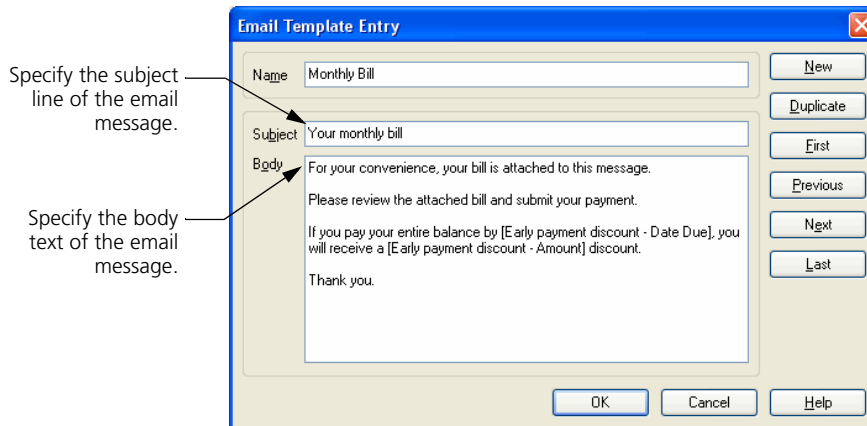 Email Template Entry
Specify the subject
line of the email
message.
Name Monthly Bill
Subject Your monthly bill
Body For your convenience, your bill is attached to this message.
Please review the attached bill and submit your payment.
If you pay your entire balance by [Early payment discount - Date Due], you
will receive a [Early payment discount - Amount] discount.
Thank you.
Specify the body
text of the email
message.
New
Duplicate
First
Previous
Next
Last
OK Cancel Help